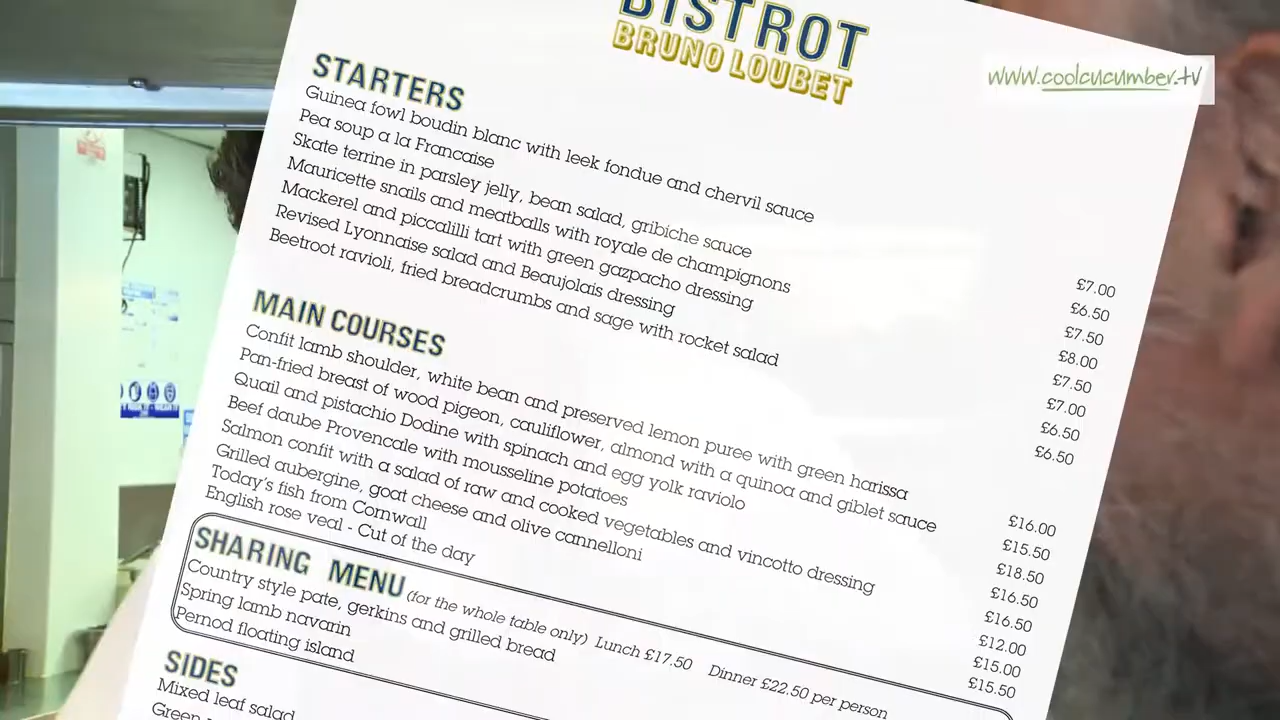 BISTROT
BRUNO LOUBET
www.coolcucumber.tv
STARTERS
Guinea fowl boudin blanc with leek fondue and chervil sauce
Pea soup a la Francaise
Skate terrine in parsley jelly, bean salad, gribiche sauce
Mauricette snails and meatballs with royale de champignons
Mackerel and piccalilli tart with green gazpacho dressing
Revised Lyonnaise salad and Beaujolais dressing
Beetroot ravioli, fried breadcrumbs and sage with rocket salad
£7.00
£6.50
£7.50
£8.00
£7.50
£7.00
£6.50
£6.50
MAIN COURSES
Confit lamb shoulder, white bean and preserved lemon puree with green harissa
Pan-fried breast of wood pigeon, cauliflower, almond with a quinoa and giblet sauce
Quail and pistachio Dodine with spinach and egg yolk raviolo
Beef daube Provencale with mousseline potatoes
Salmon confit with a salad of raw and cooked vegetables and vincotto dressing
Grilled aubergine, goat cheese and olive cannelloni
Today's fish from Cornwall
English rose veal - Cut of the day
£16.00
£15.50
£18.50
£16.50
£16.50
£12.00
£15.00
£15.50
SHARING MENU (for the whole table only) Lunch £17.50 Dinner £22.50 per person
Country style pate, gerkins and grilled bread
Spring lamb navarin
Pernod floating island
SIDES
Mixed leaf salad
Green